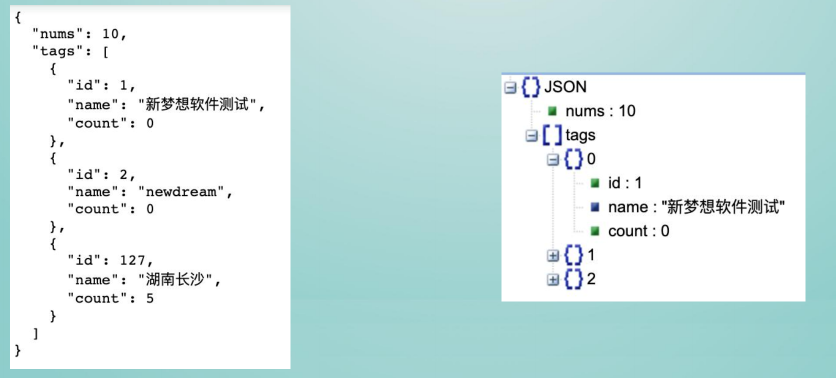 {
  "nums": 10,
  "tags": [
    {
      "id": 1,
      "name": "新梦想软件测试",
      "count": 0
    },
    {
      "id": 2,
      "name": "newdream",
      "count": 0
    },
    {
      "id": 127,
      "name": "湖南长沙",
      "count": 5
    }
  ]
}
{} JSON
nums : 10
[] tags
{} 0
id : 1
name : "新梦想软件测试"
count : 0
{} 1
{} 2